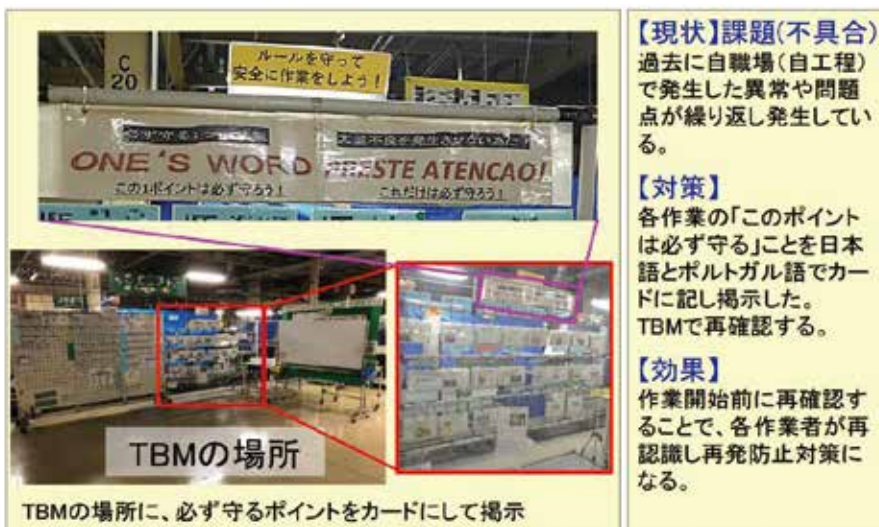 C
20
ルールを守って
安全に作業をしよう！
ONE'S WORD PRESTE ATENCAO!
この1ポイントは必ず守ろう！
これだけは必ず守ろう！
TBMの場所
TBMの場所に、必ず守るポイントをカードにして掲示
【現状】課題(不具合)
過去に自職場(自工程)
で発生した異常や問題
点が繰り返し発生してい
る。
【対策】
各作業の「このポイント
は必ず守る」ことを日本
語とポルトガル語でカー
ドに記し掲示した。
TBMで再確認する。
【効果】
作業開始前に再確認す
ることで、各作業者が再
認識し再発防止対策に
なる。